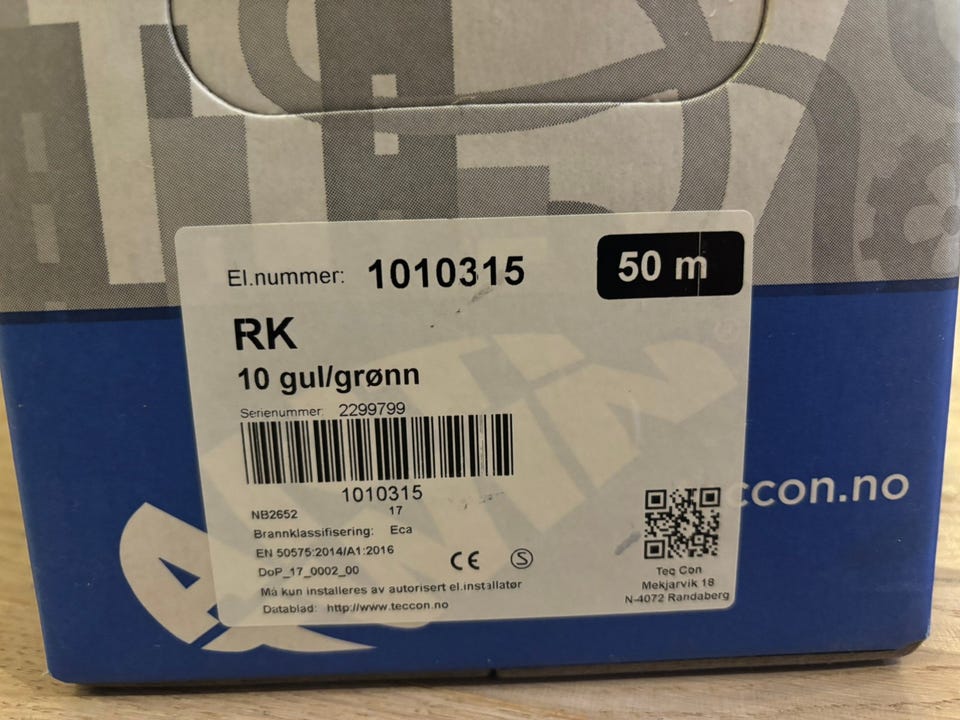 El.nummer: 1010315
50 m
RK
10 gul/grønn
Serienummer: 2299799
1010315
NB2652 17
Brannklassifisering: Eca
EN 50575:2014/A1:2016
DoP_17_0002_00
CE S
Må kun installeres av autorisert el.installatør
Datablad: http://www.teccon.no
Tec Con
Mekjarvik 18
N-4072 Randaberg
ccon.no